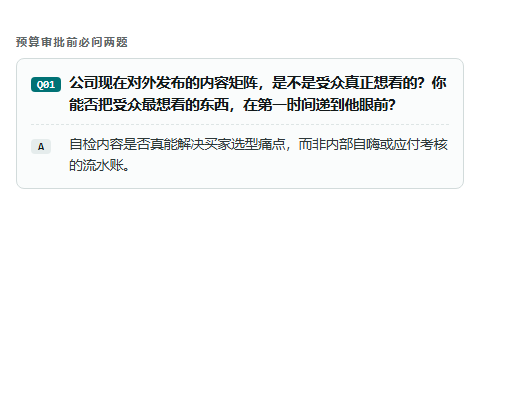 预算审批前必问两题
Q01 公司现在对外发布的内容矩阵，是不是受众真正想看的？你
能否把受众最想看的东西，在第一时间递到他眼前？
A 自检内容是否真能解决买家选型痛点，而非内部自嗨或应付考核
的流水账。